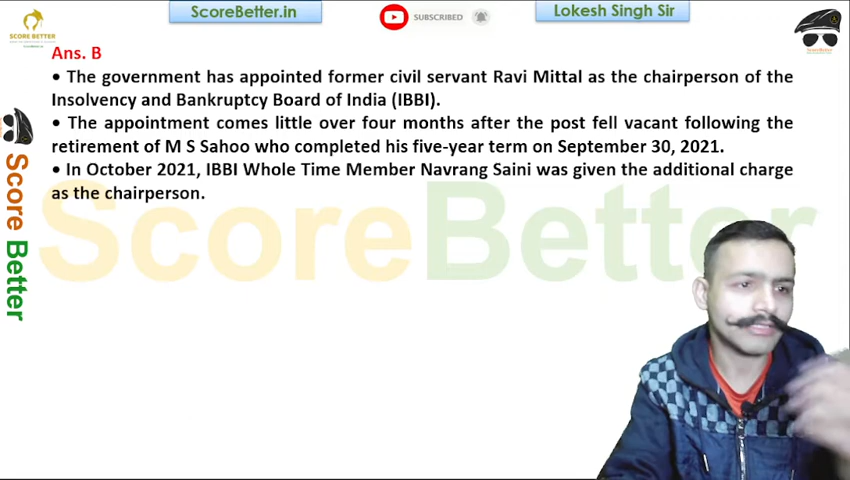 ScoreBetter.in
SUBSCRIBED
Lokesh Singh Sir
SCORE BETTER
Ans. B
• The government has appointed former civil servant Ravi Mittal as the chairperson of the
Insolvency and Bankruptcy Board of India (IBBI).
• The appointment comes little over four months after the post fell vacant following the
retirement of M S Sahoo who completed his five-year term on September 30, 2021.
• In October 2021, IBBI Whole Time Member Navrang Saini was given the additional charge
as the chairperson.
Score Better
ScoreBetter